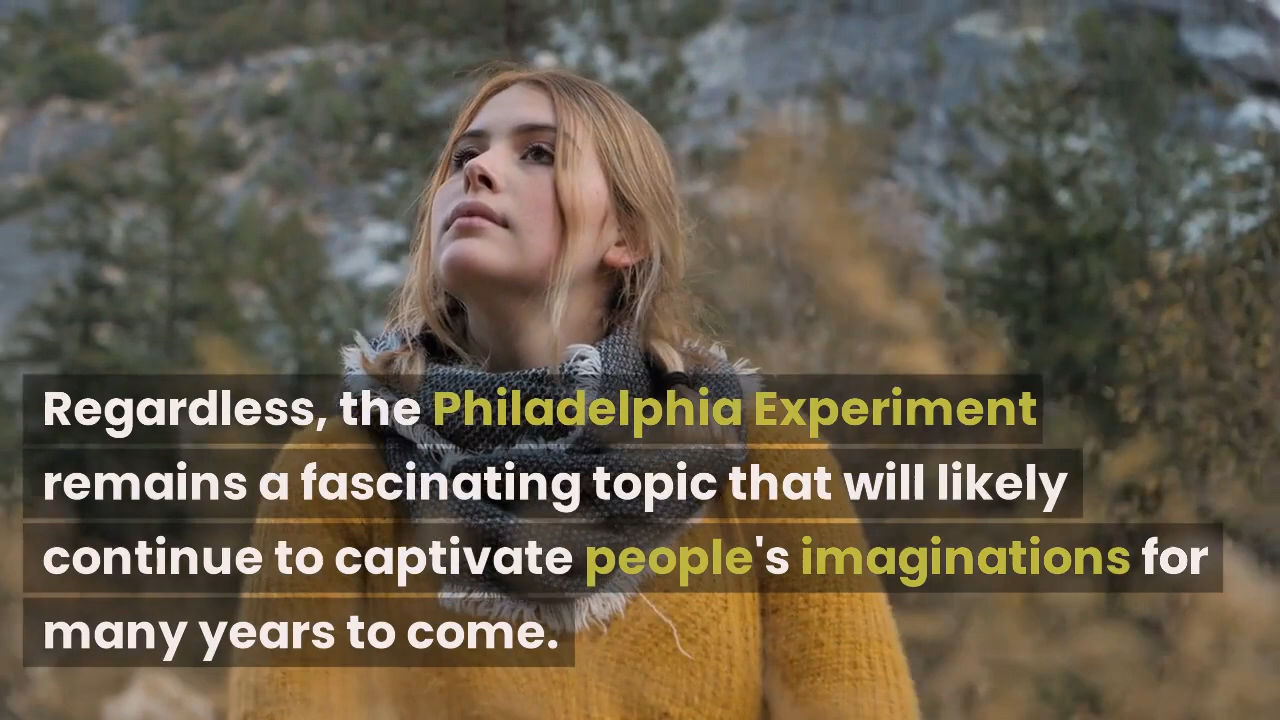 Regardless, the Philadelphia Experiment
remains a fascinating topic that will likely
continue to captivate people's imaginations for
many years to come.